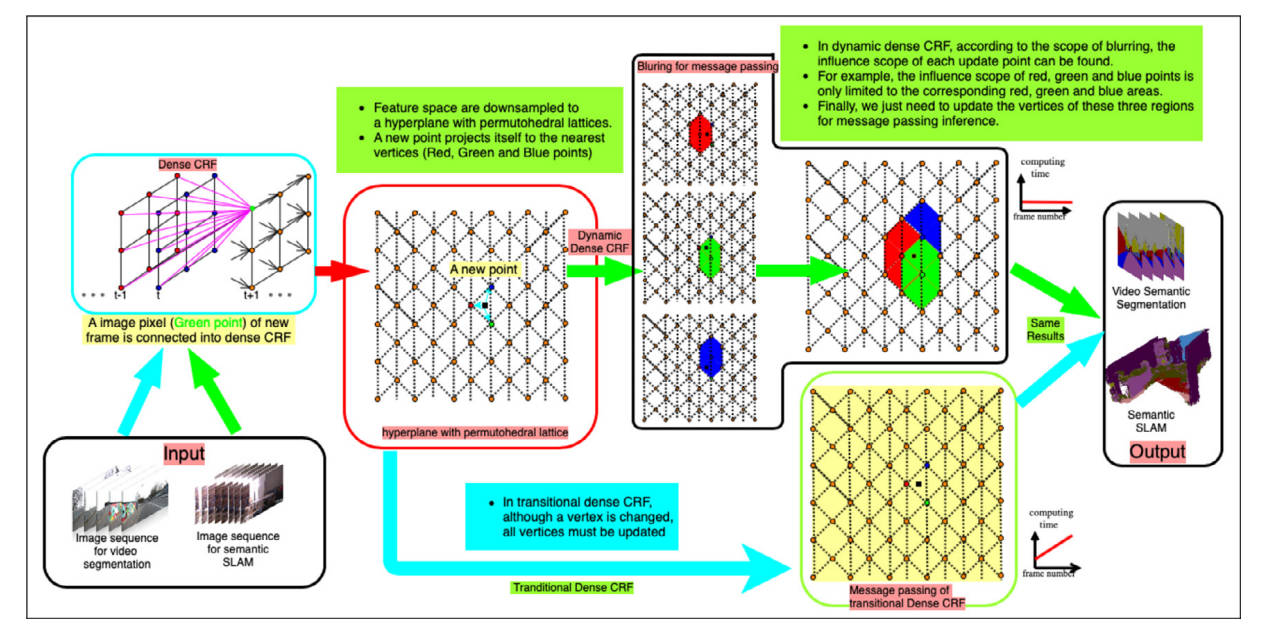 Dense CRF
t-1
t
t+1
A image pixel (Green point) of new
frame is connected into dense CRF
Input
Image sequence
for video
segmentation
Image sequence
for semantic
SLAM
• Feature space are downsampled to
a hyperplane with permutohedral lattices.
• A new point projects itself to the nearest
vertices (Red, Green and Blue points)
A new point
hyperplane with permutohedral lattice
Dynamic
Dense CRF
Bluring for message passing
• In dynamic dense CRF, according to the scope of blurring, the
influence scope of each update point can be found.
• For example, the influence scope of red, green and blue points is
only limited to the corresponding red, green and blue areas.
• Finally, we just need to update the vertices of these three regions
for message passing inference.
computing
time
frame number
• In transitional dense CRF,
although a vertex is changed,
all vertices must be updated
Tranditional Dense CRF
Message passing of
transitional Dense CRF
computing
time
frame number
Same
Results
Video Semantic
Segmentation
Semantic
SLAM
Output